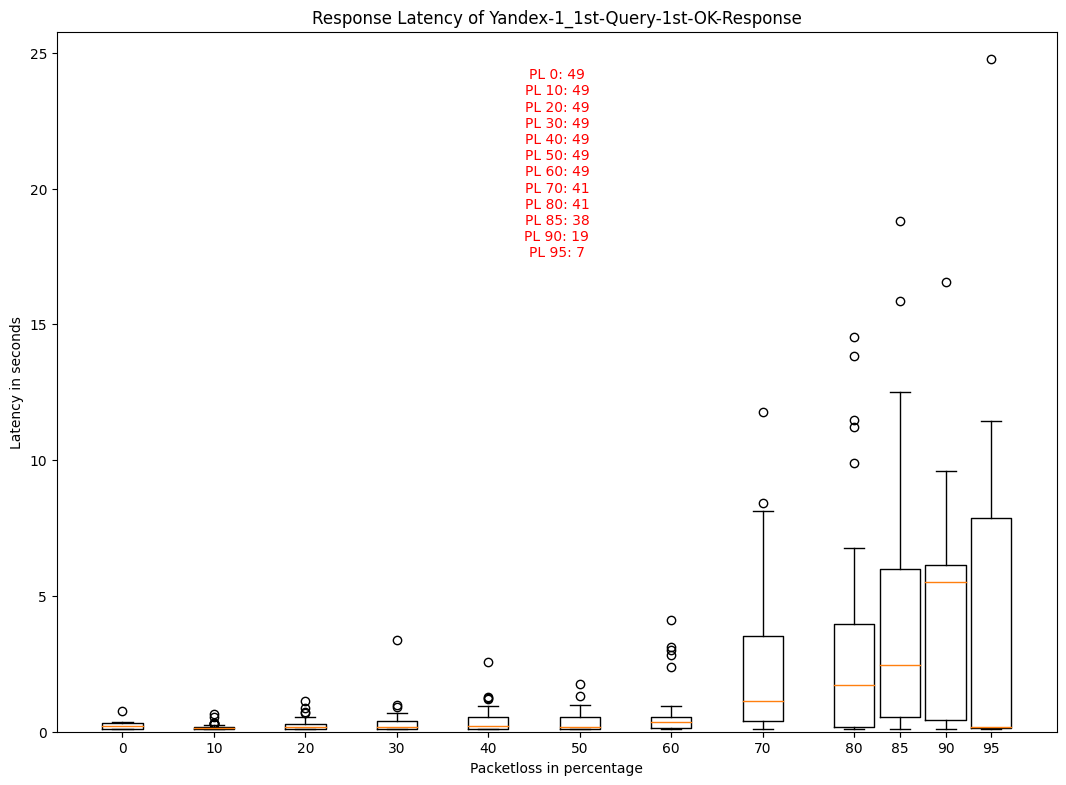 Response Latency of Yandex-1_1st-Query-1st-OK-Response
25
20
15
10
5
0
Latency in seconds
PL 0: 49
PL 10: 49
PL 20: 49
PL 30: 49
PL 40: 49
PL 50: 49
PL 60: 49
PL 70: 41
PL 80: 41
PL 85: 38
PL 90: 19
PL 95: 7
0 10 20 30 40 50 60 70 80 85 90 95
Packetloss in percentage